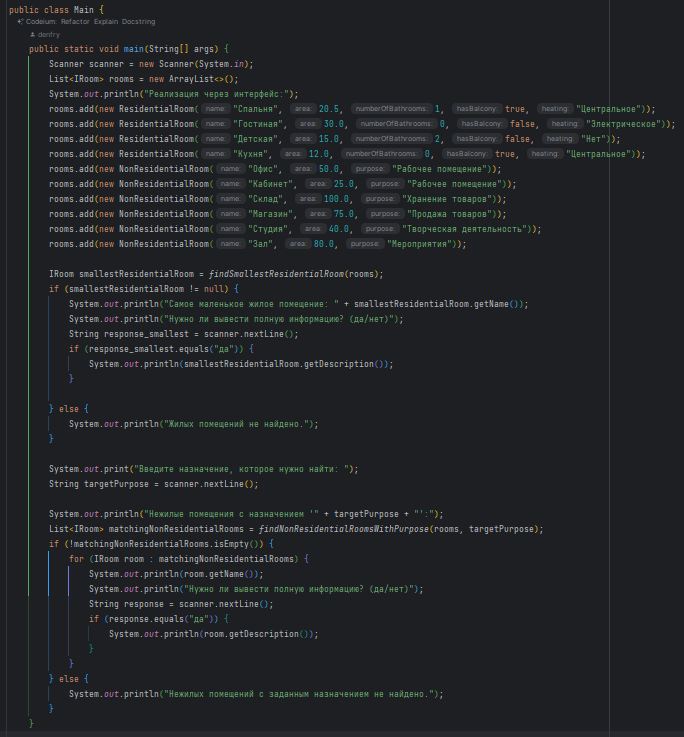 public class Main {
Codeium: Refactor Explain Docstring
denfry
public static void main(String[] args) {
Scanner scanner = new Scanner(System.in);
List<IRoom> rooms = new ArrayList<>();
System.out.println("Реализация через интерфейс:");
rooms.add(new ResidentialRoom( name: "Спальня", area: 20.5, numberOfBathrooms: 1, hasBalcony: true, heating: "Центральное"));
rooms.add(new ResidentialRoom( name: "Гостиная", area: 30.0, numberOfBathrooms: 0, hasBalcony: false, heating: "Электрическое"));
rooms.add(new ResidentialRoom( name: "Детская", area: 15.0, numberOfBathrooms: 2, hasBalcony: false, heating: "Нет"));
rooms.add(new ResidentialRoom( name: "Кухня", area: 12.0, numberOfBathrooms: 0, hasBalcony: true, heating: "Центральное"));
rooms.add(new NonResidentialRoom( name: "Офис", area: 50.0, purpose: "Рабочее помещение"));
rooms.add(new NonResidentialRoom( name: "Кабинет", area: 25.0, purpose: "Рабочее помещение"));
rooms.add(new NonResidentialRoom( name: "Склад", area: 100.0, purpose: "Хранение товаров"));
rooms.add(new NonResidentialRoom( name: "Магазин", area: 75.0, purpose: "Продажа товаров"));
rooms.add(new NonResidentialRoom( name: "Студия", area: 40.0, purpose: "Творческая деятельность"));
rooms.add(new NonResidentialRoom( name: "Зал", area: 80.0, purpose: "Мероприятия"));
IRoom smallestResidentialRoom = findSmallestResidentialRoom(rooms);
if (smallestResidentialRoom != null) {
System.out.println("Самое маленькое жилое помещение: " + smallestResidentialRoom.getName());
System.out.println("Нужно ли вывести полную информацию? (да/нет)");
String response_smallest = scanner.nextLine();
if (response_smallest.equals("да")) {
System.out.println(smallestResidentialRoom.getDescription());
}
} else {
System.out.println("Жилых помещений не найдено.");
}
System.out.print("Введите назначение, которое нужно найти: ");
String targetPurpose = scanner.nextLine();
System.out.println("Нежилые помещения с назначением '" + targetPurpose + "':");
List<IRoom> matchingNonResidentialRooms = findNonResidentialRoomsWithPurpose(rooms, targetPurpose);
if (!matchingNonResidentialRooms.isEmpty()) {
for (IRoom room : matchingNonResidentialRooms) {
System.out.println(room.getName());
System.out.println("Нужно ли вывести полную информацию? (да/нет)");
String response = scanner.nextLine();
if (response.equals("да")) {
System.out.println(room.getDescription());
}
}
} else {
System.out.println("Нежилых помещений с заданным назначением не найдено.");
}
}